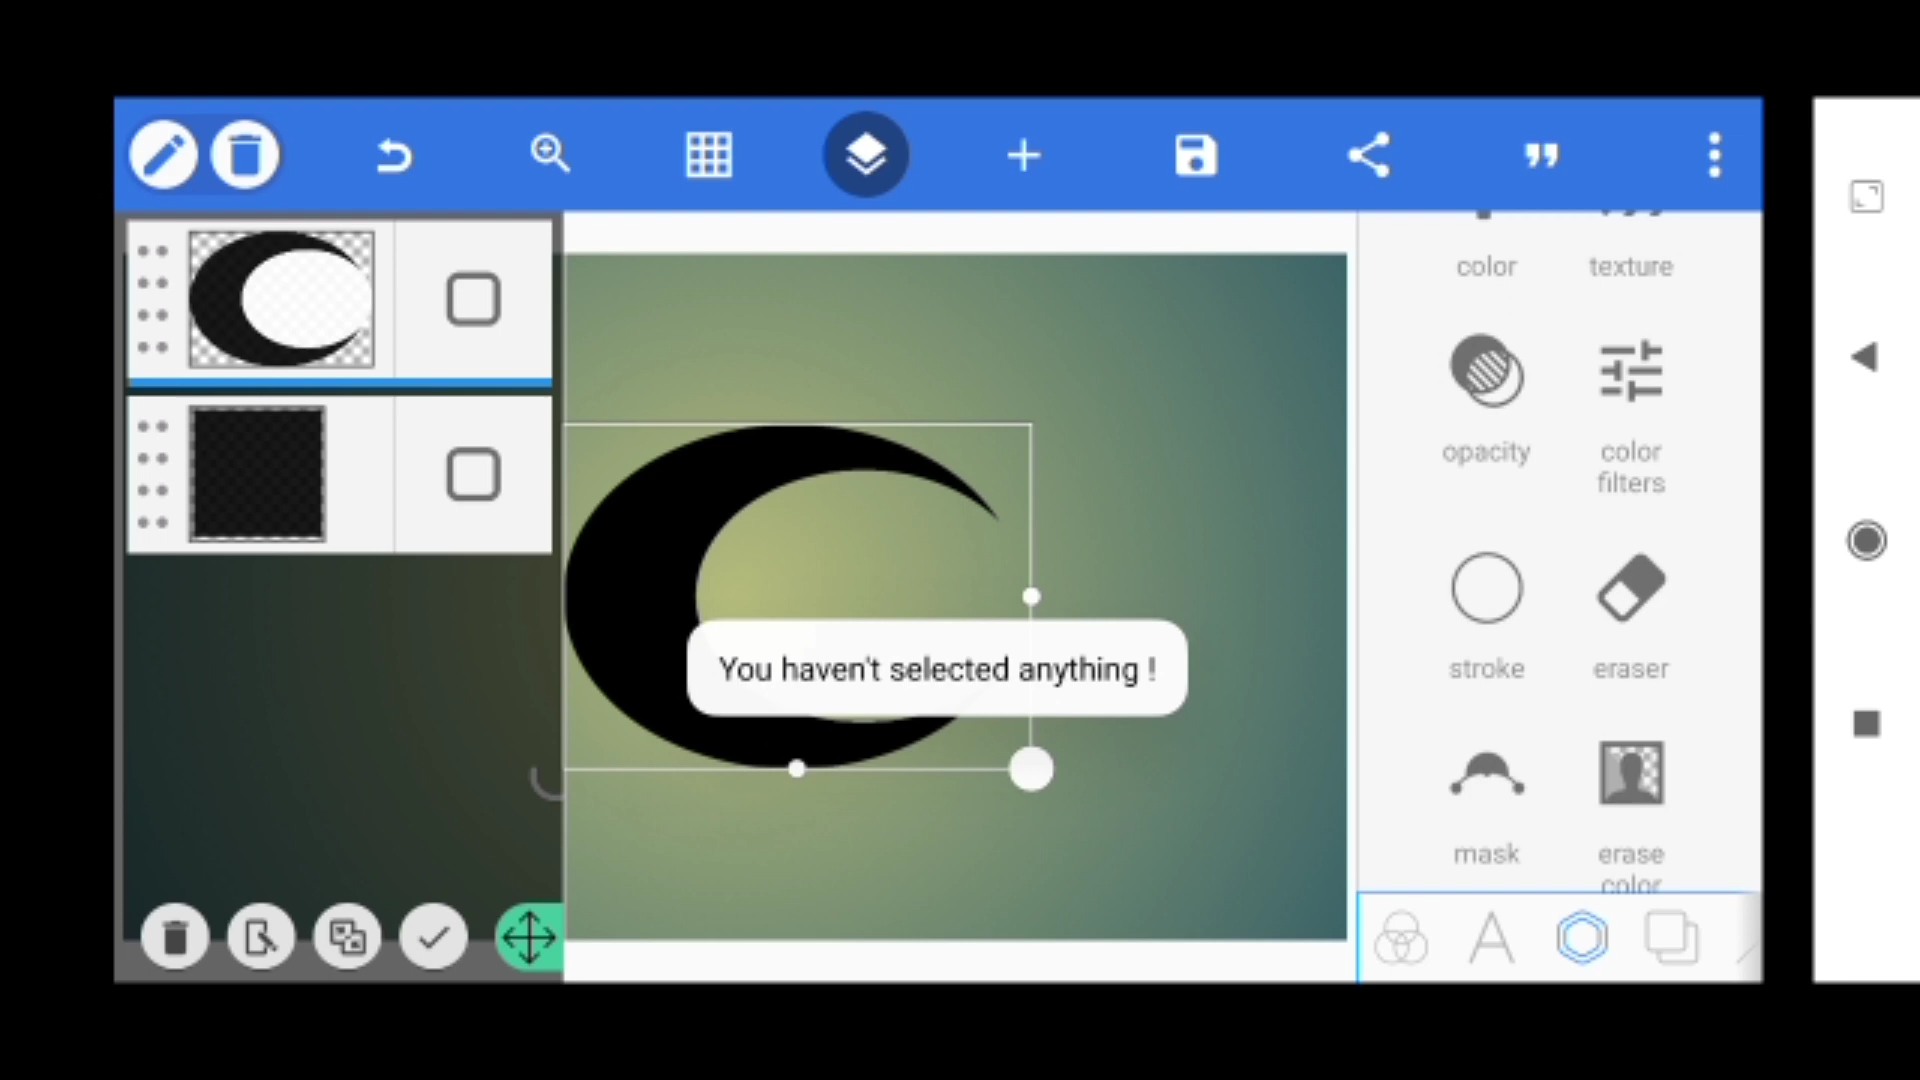 color
texture
opacity
color
filters
stroke
eraser
You haven't selected anything !
mask
erase
color